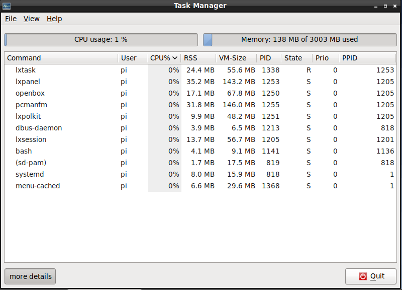 Task Manager
File View Help
CPU usage: 1 % Memory: 138 MB of 3003 MB used
Command User CPU% RSS VM-Size PID State Prio PPID
lxtask pi 0% 24.4 MB 55.6 MB 1338 R 0 1253
lxpanel pi 0% 35.2 MB 143.2 MB 1253 S 0 1201
openbox pi 0% 17.1 MB 67.8 MB 1250 S 0 1201
pcmanfm pi 0% 31.8 MB 146.0 MB 1255 S 0 1201
lxpolkit pi 0% 9.9 MB 48.2 MB 1251 S 0 1201
dbus-daemon pi 0% 3.9 MB 6.5 MB 1213 S 0 818
lxsession pi 0% 13.7 MB 56.7 MB 1205 S 0 1201
bash pi 0% 4.1 MB 9.1 MB 1141 S 0 1136
(sd-pam) pi 0% 1.7 MB 17.5 MB 819 S 0 818
systemd pi 0% 8.0 MB 15.9 MB 818 S 0 1
menu-cached pi 0% 6.6 MB 29.6 MB 1368 S 0 1
more details Quit